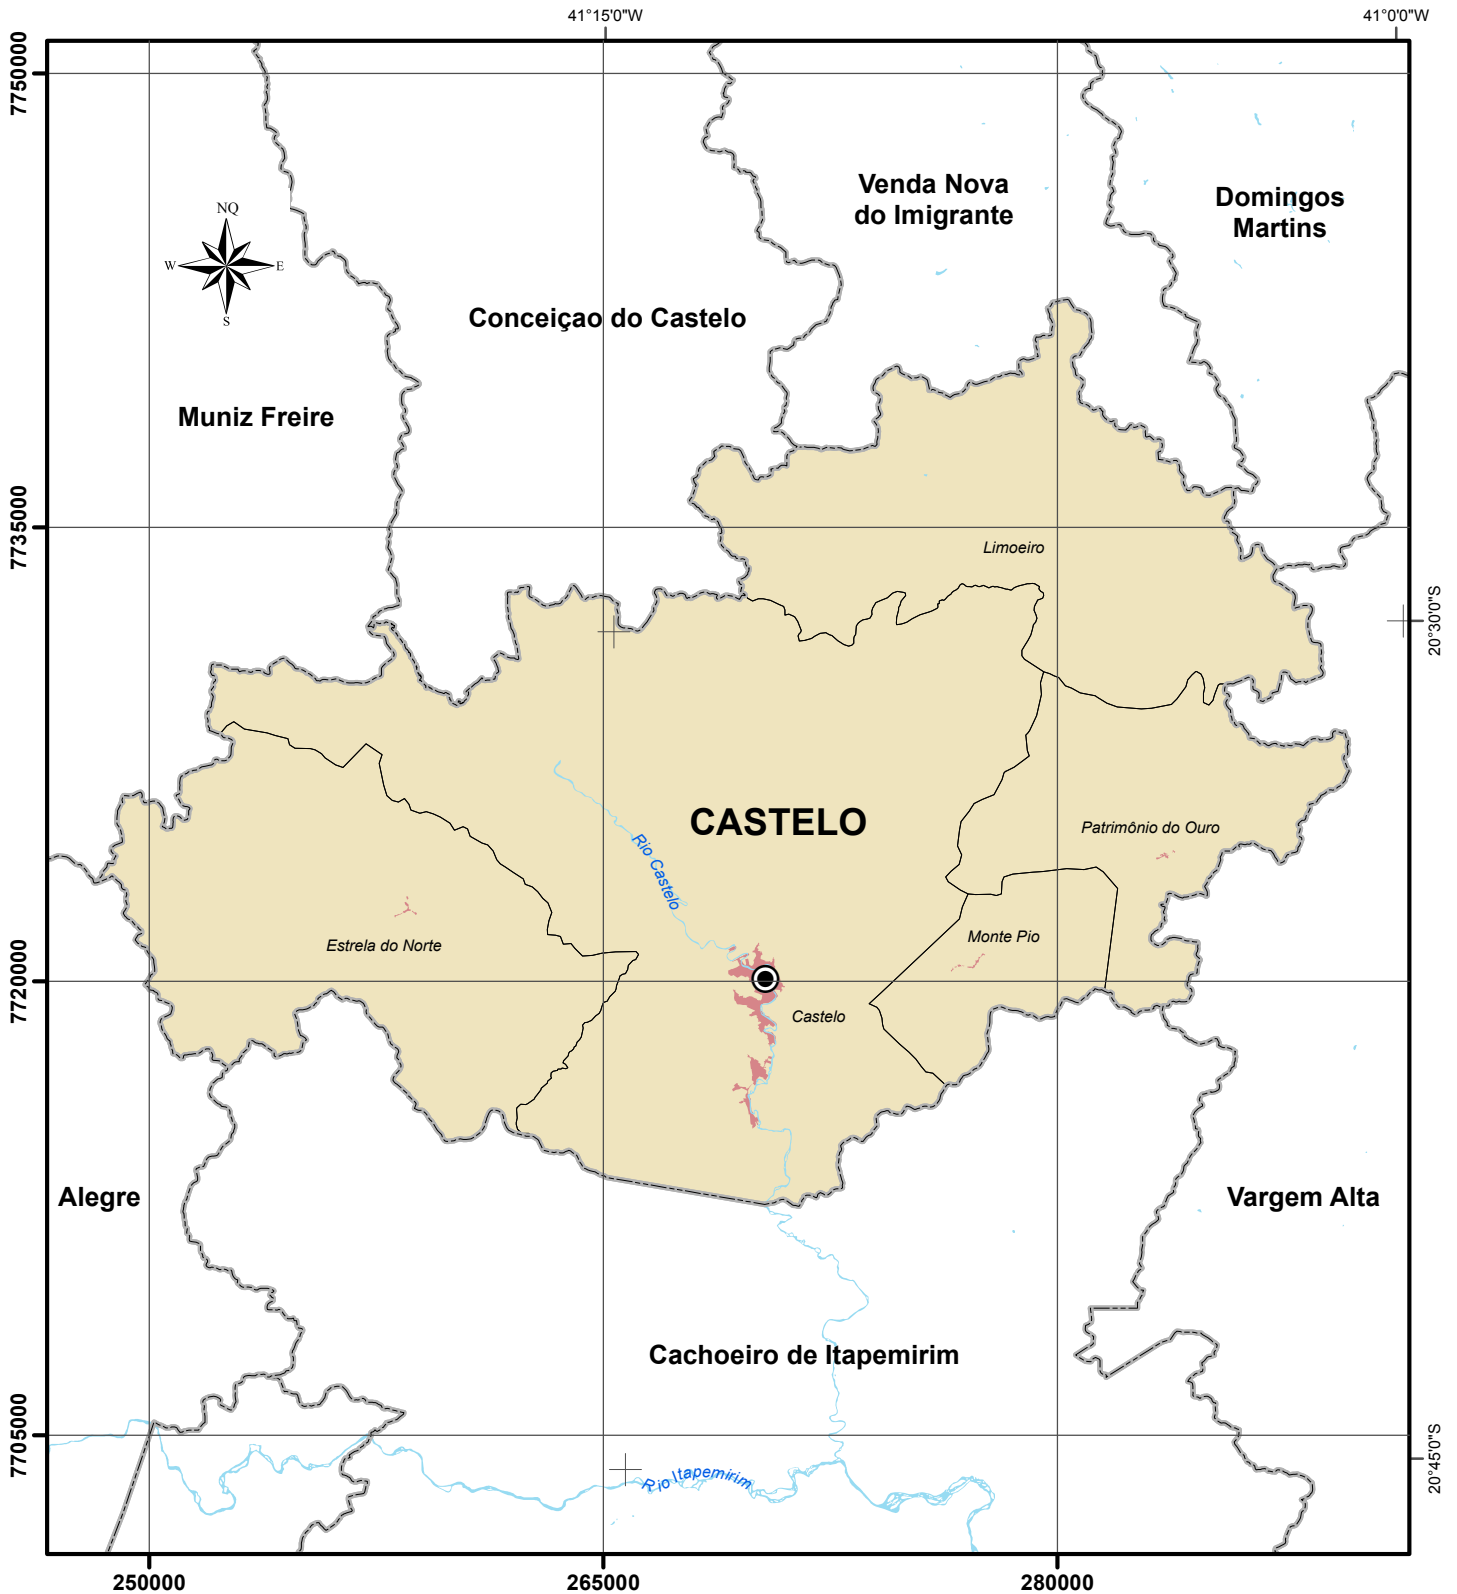 41°15'0"W
41°0'0"W
7750000
Venda Nova
do Imigrante
Domingos
Martins
NQ
W
E
S
Conceiçao do Castelo
Muniz Freire
7735000
Limoeiro
20°30'0"S
CASTELO
Patrimônio do Ouro
Rio Castelo
Estrela do Norte
Monte Pio
7720000
Castelo
Alegre
Vargem Alta
Cachoeiro de Itapemirim
7705000
Rio Itapemirim
20°45'0"S
250000
265000
280000